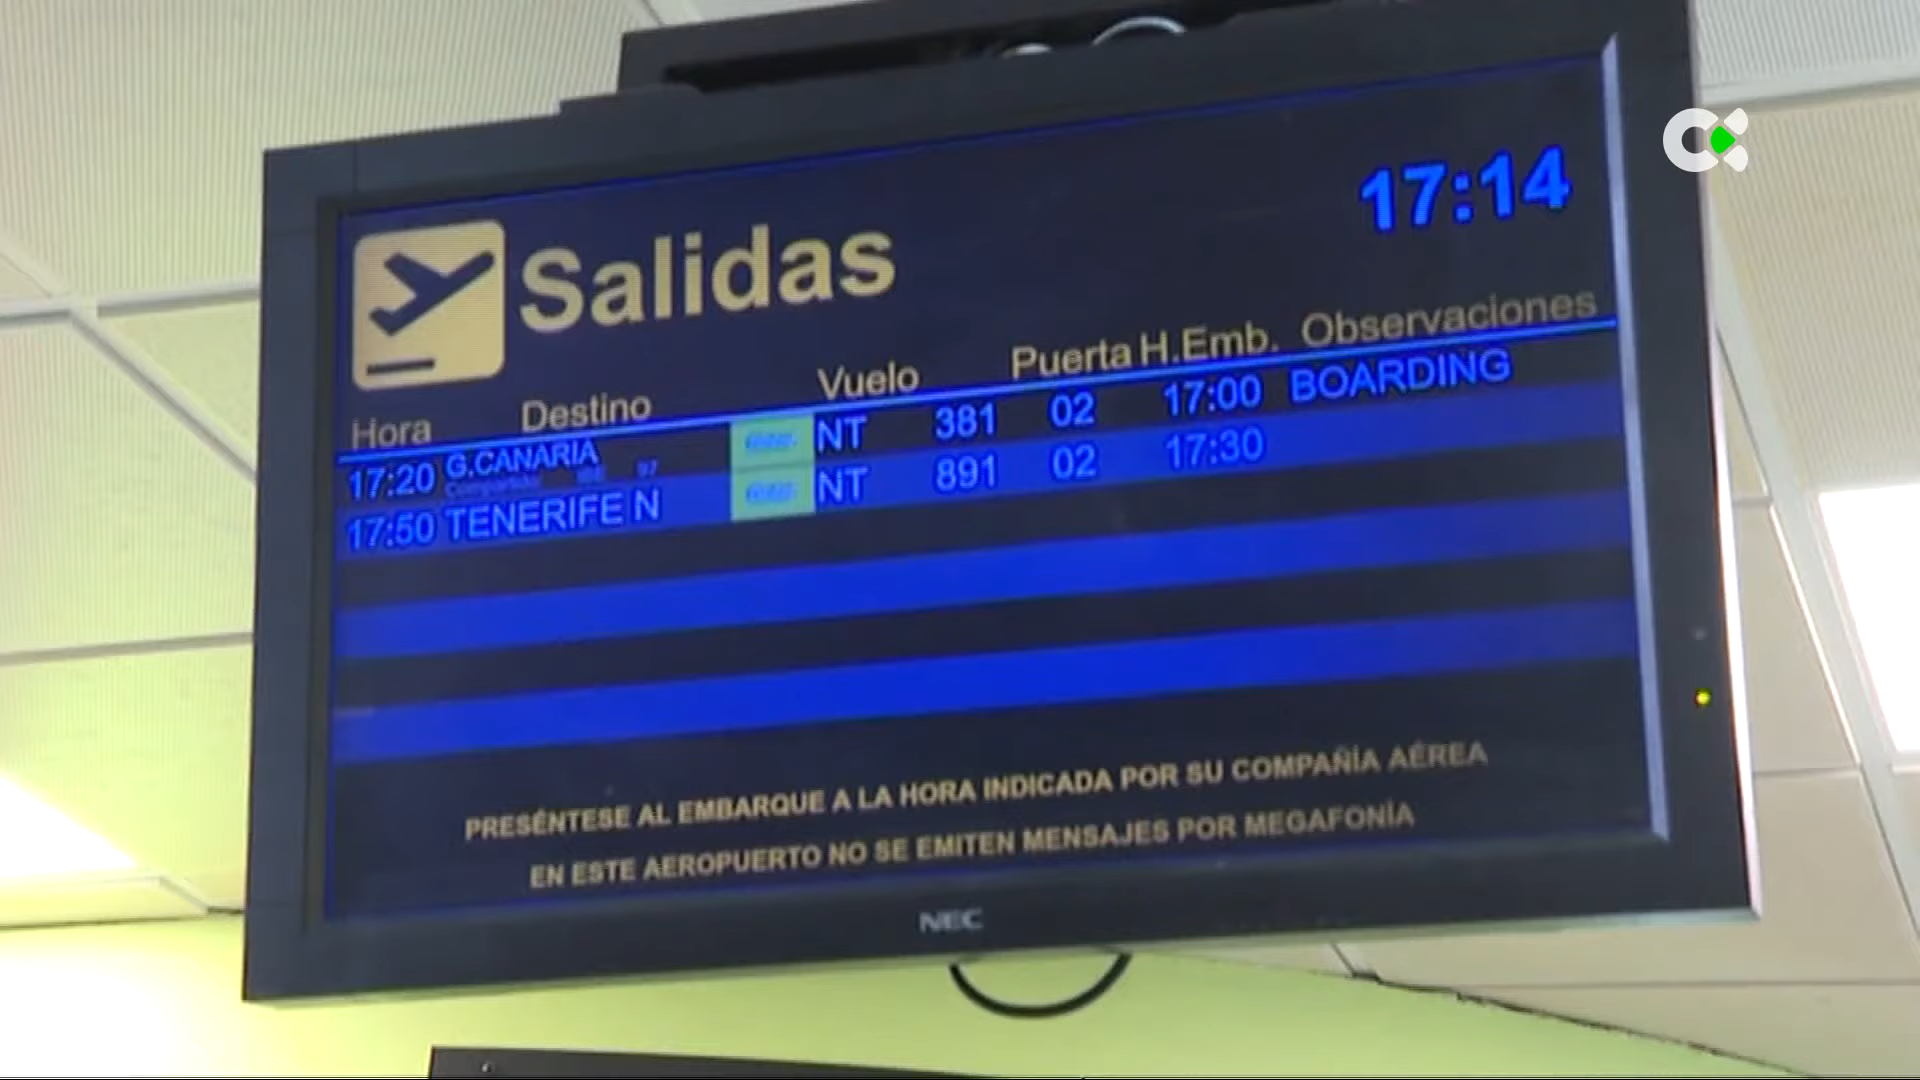 17:14
Salidas
Hora Destino Vuelo Puerta H.Emb. Observaciones
17:20 G.CANARIA NT 381 02 17:00 BOARDING
17:50 TENERIFE N NT 891 02 17:30
PRESÉNTESE AL EMBARQUE A LA HORA INDICADA POR SU COMPAÑÍA AÉREA
EN ESTE AEROPUERTO NO SE EMITEN MENSAJES POR MEGAFONÍA
NEC